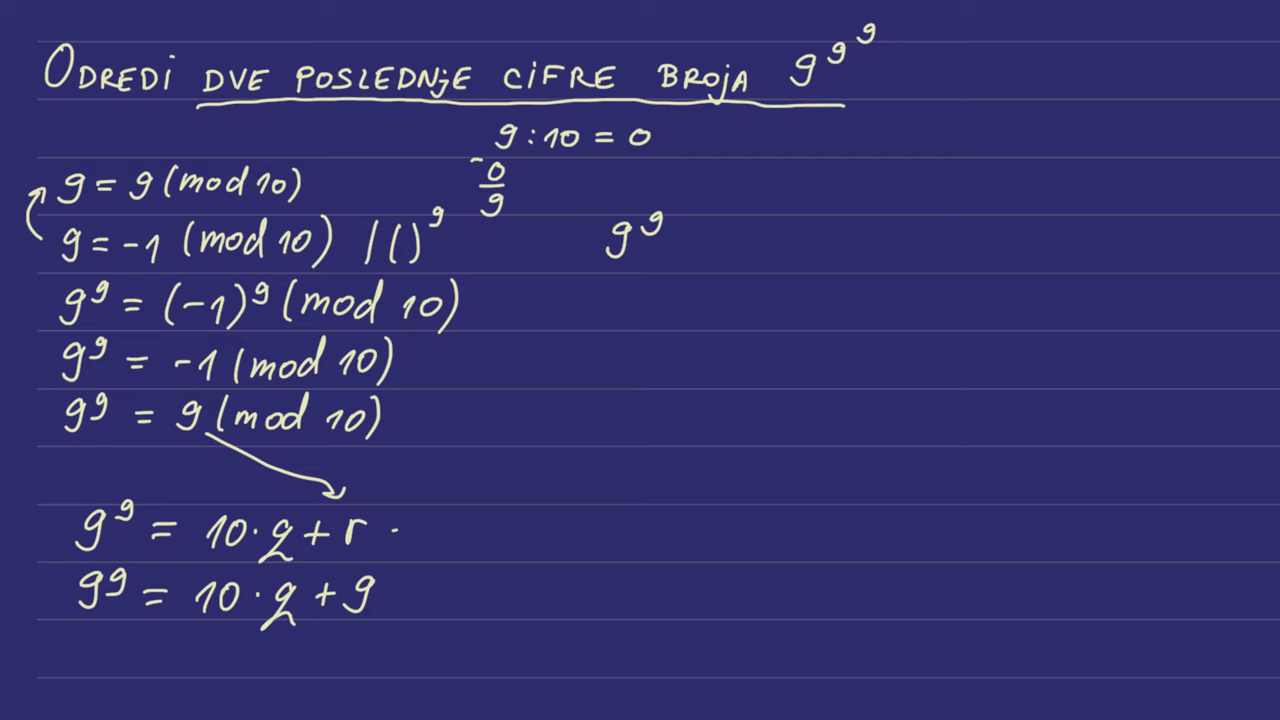 ODREDI DVE POSLEDNJE CIFRE BROJA 9^9^9
9 : 10 = 0
-0
9
9 = 9 (mod 10)
9 = -1 (mod 10) / ( )^9
9^9
9^9 = (-1)^9 (mod 10)
9^9 = -1 (mod 10)
9^9 = 9 (mod 10)
9^9 = 10 · q + r
9^9 = 10 · q + 9